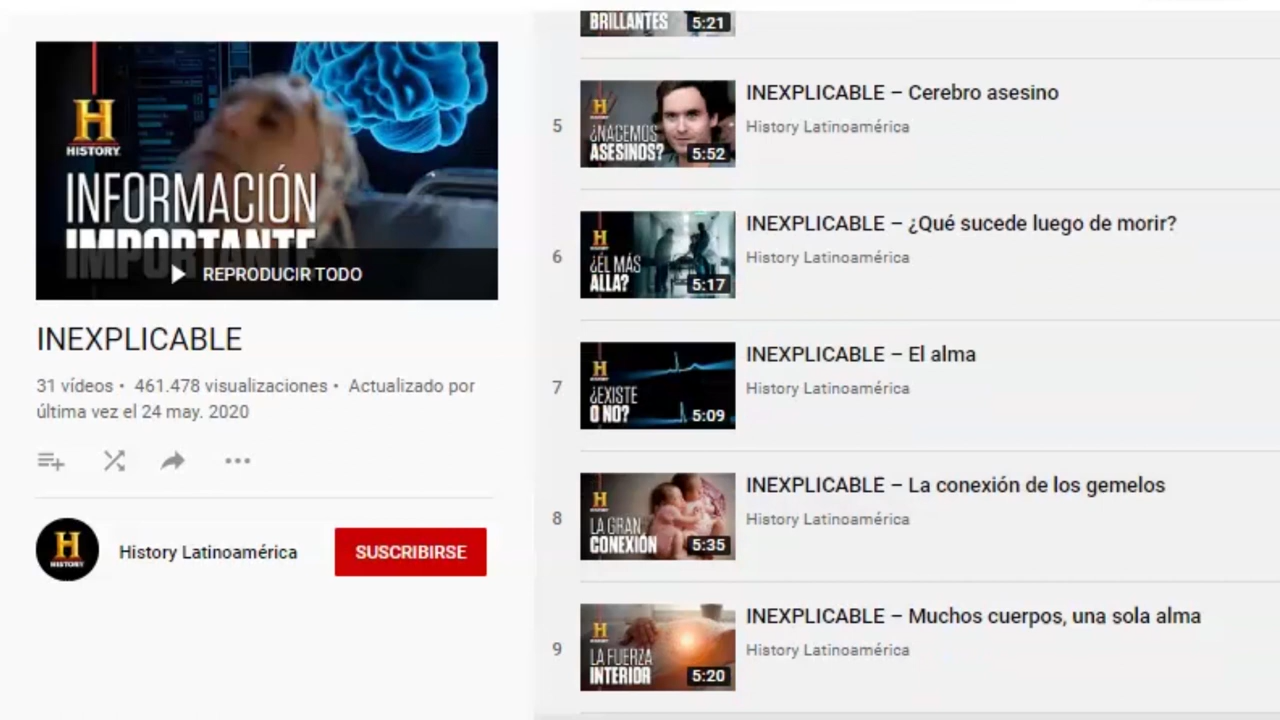 HISTORY
INFORMACIÓN
IMPORTANTE
REPRODUCIR TODO
INEXPLICABLE
31 vídeos • 461.478 visualizaciones • Actualizado por
última vez el 24 may. 2020
History Latinoamérica
SUSCRIBIRSE
BRILLANTES
5:21
5
¿NACEMOS
ASESINOS?
5:52
INEXPLICABLE – Cerebro asesino
History Latinoamérica
6
¿EL MÁS
ALLA?
5:17
INEXPLICABLE – ¿Qué sucede luego de morir?
History Latinoamérica
7
¿EXISTE
O NO?
5:09
INEXPLICABLE – El alma
History Latinoamérica
8
LA GRAN
CONEXIÓN
5:35
INEXPLICABLE – La conexión de los gemelos
History Latinoamérica
9
LA FUERZA
INTERIOR
5:20
INEXPLICABLE – Muchos cuerpos, una sola alma
History Latinoamérica